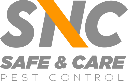 SNC
SAFE & CARE
PEST CONTROL